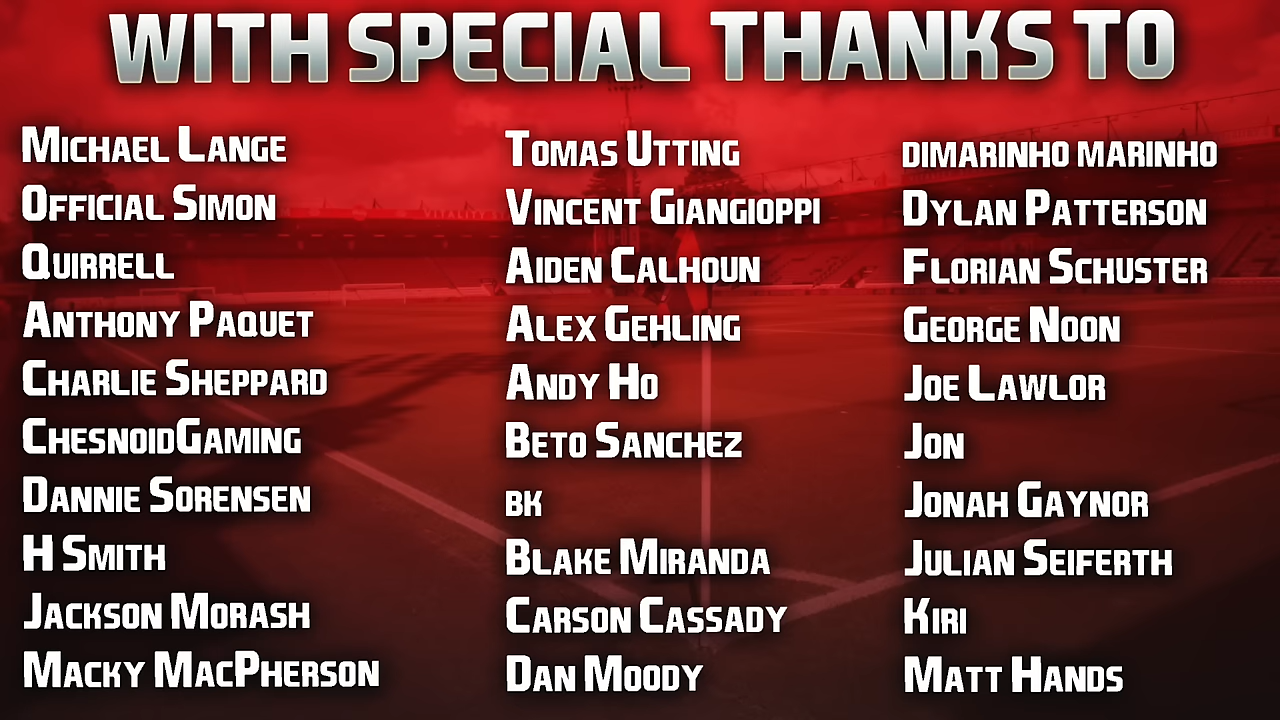 WITH SPECIAL THANKS TO
Michael Lange
Official Simon
Quirrell
Anthony Paquet
Charlie Sheppard
ChesnoidGaming
Dannie Sorensen
H Smith
Jackson Morash
Macky MacPherson
Tomas Utting
Vincent Giangioppi
Aiden Calhoun
Alex Gehling
Andy Ho
Beto Sanchez
bk
Blake Miranda
Carson Cassady
Dan Moody
dimarinho marinho
Dylan Patterson
Florian Schuster
George Noon
Joe Lawlor
Jon
Jonah Gaynor
Julian Seiferth
Kiri
Matt Hands